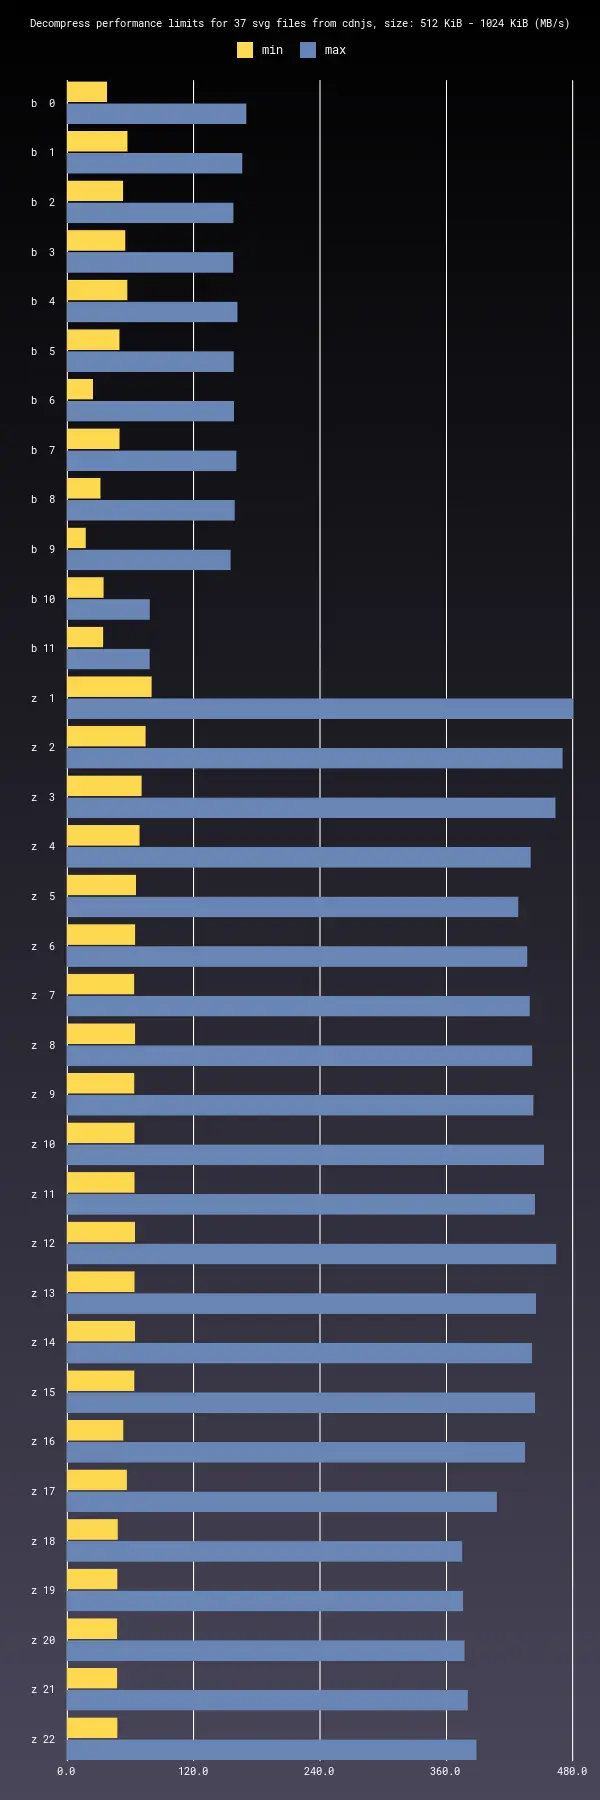 Decompress performance limits for 37 svg files from cdnjs, size: 512 KiB - 1024 KiB (MB/s)
min max
b 0
b 1
b 2
b 3
b 4
b 5
b 6
b 7
b 8
b 9
b 10
b 11
z 1
z 2
z 3
z 4
z 5
z 6
z 7
z 8
z 9
z 10
z 11
z 12
z 13
z 14
z 15
z 16
z 17
z 18
z 19
z 20
z 21
z 22
0.0 120.0 240.0 360.0 480.0